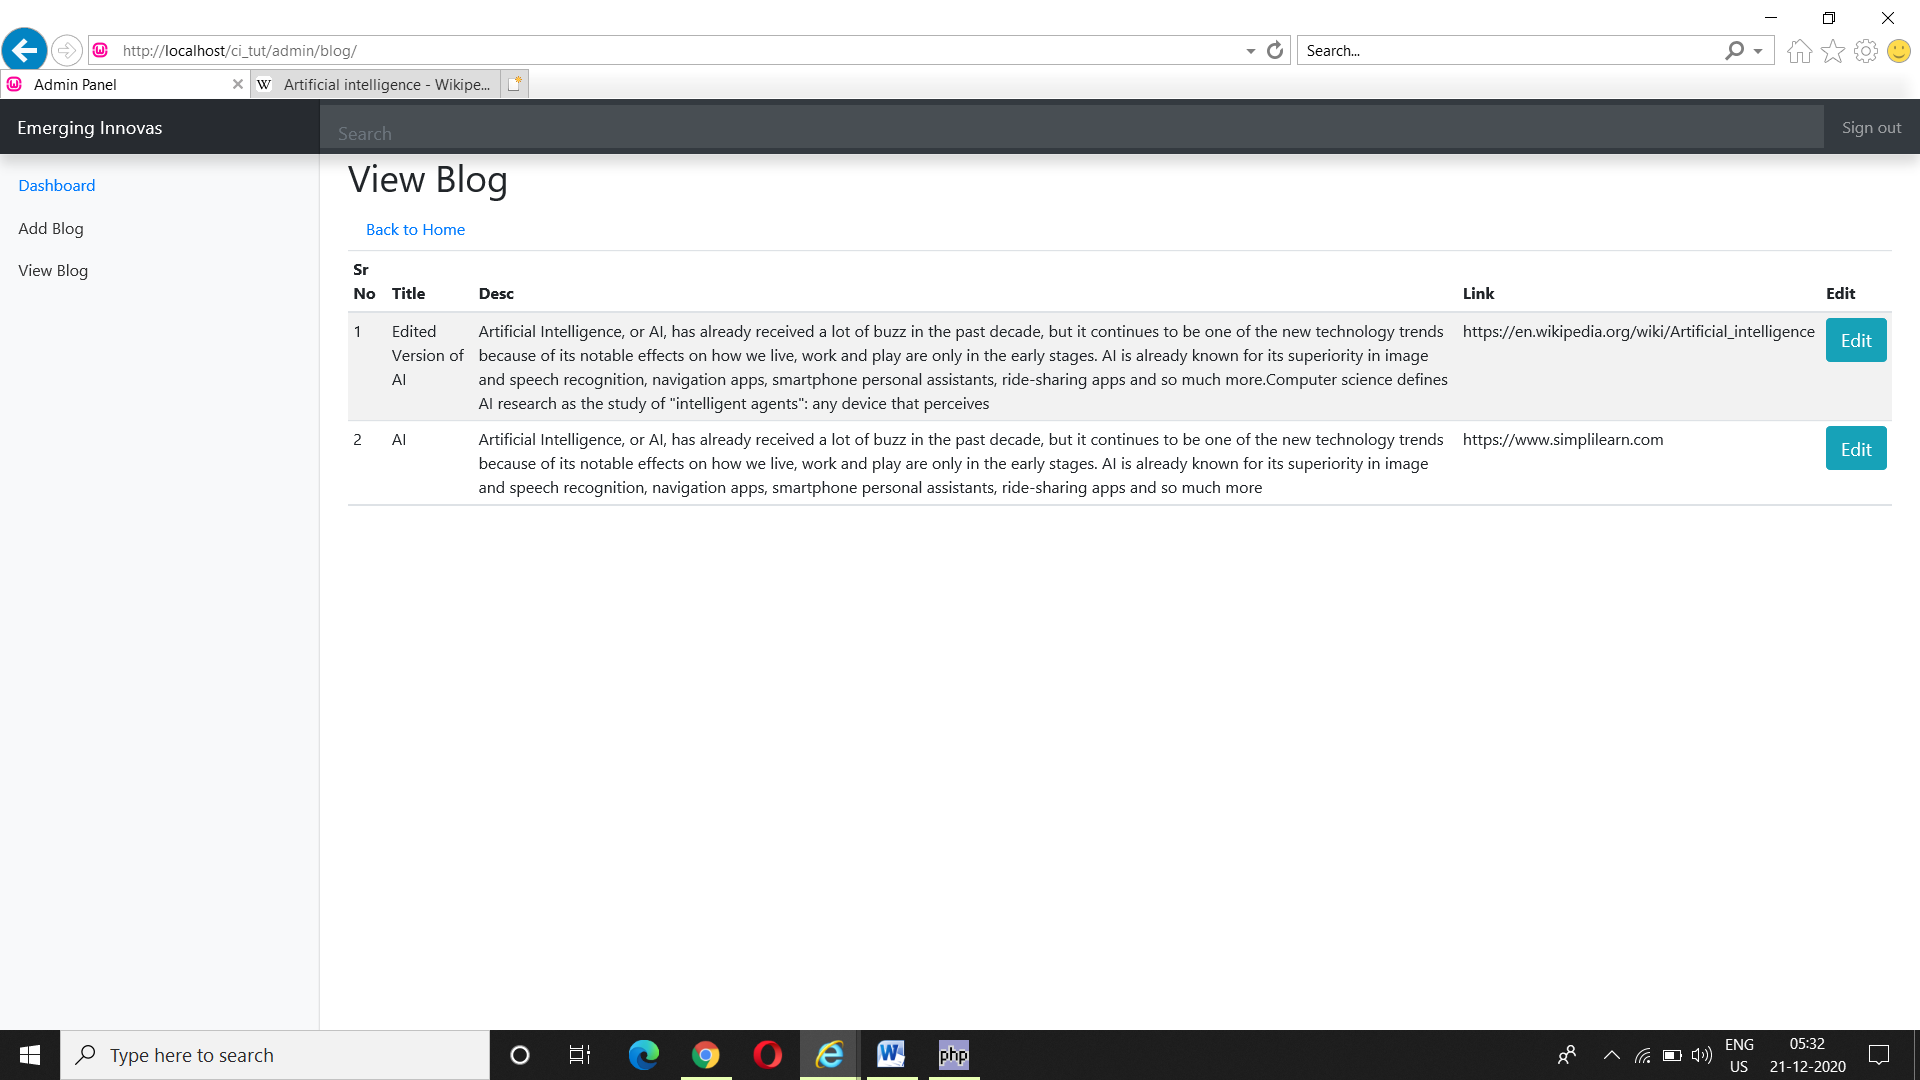 http://localhost/ci_tut/admin/blog/
Search...
Admin Panel
W Artificial intelligence - Wikipe...
Emerging Innovas
Search
Sign out
Dashboard
Add Blog
View Blog
View Blog
Back to Home
Sr No Title Desc Link Edit
1 Edited Version of AI
Artificial Intelligence, or AI, has already received a lot of buzz in the past decade, but it continues to be one of the new technology trends
because of its notable effects on how we live, work and play are only in the early stages. AI is already known for its superiority in image
and speech recognition, navigation apps, smartphone personal assistants, ride-sharing apps and so much more.Computer science defines
AI research as the study of "intelligent agents": any device that perceives
https://en.wikipedia.org/wiki/Artificial_intelligence
Edit
2 AI
Artificial Intelligence, or AI, has already received a lot of buzz in the past decade, but it continues to be one of the new technology trends
because of its notable effects on how we live, work and play are only in the early stages. AI is already known for its superiority in image
and speech recognition, navigation apps, smartphone personal assistants, ride-sharing apps and so much more
https://www.simplilearn.com
Edit
Type here to search
W
php
ENG
US
05:32
21-12-2020